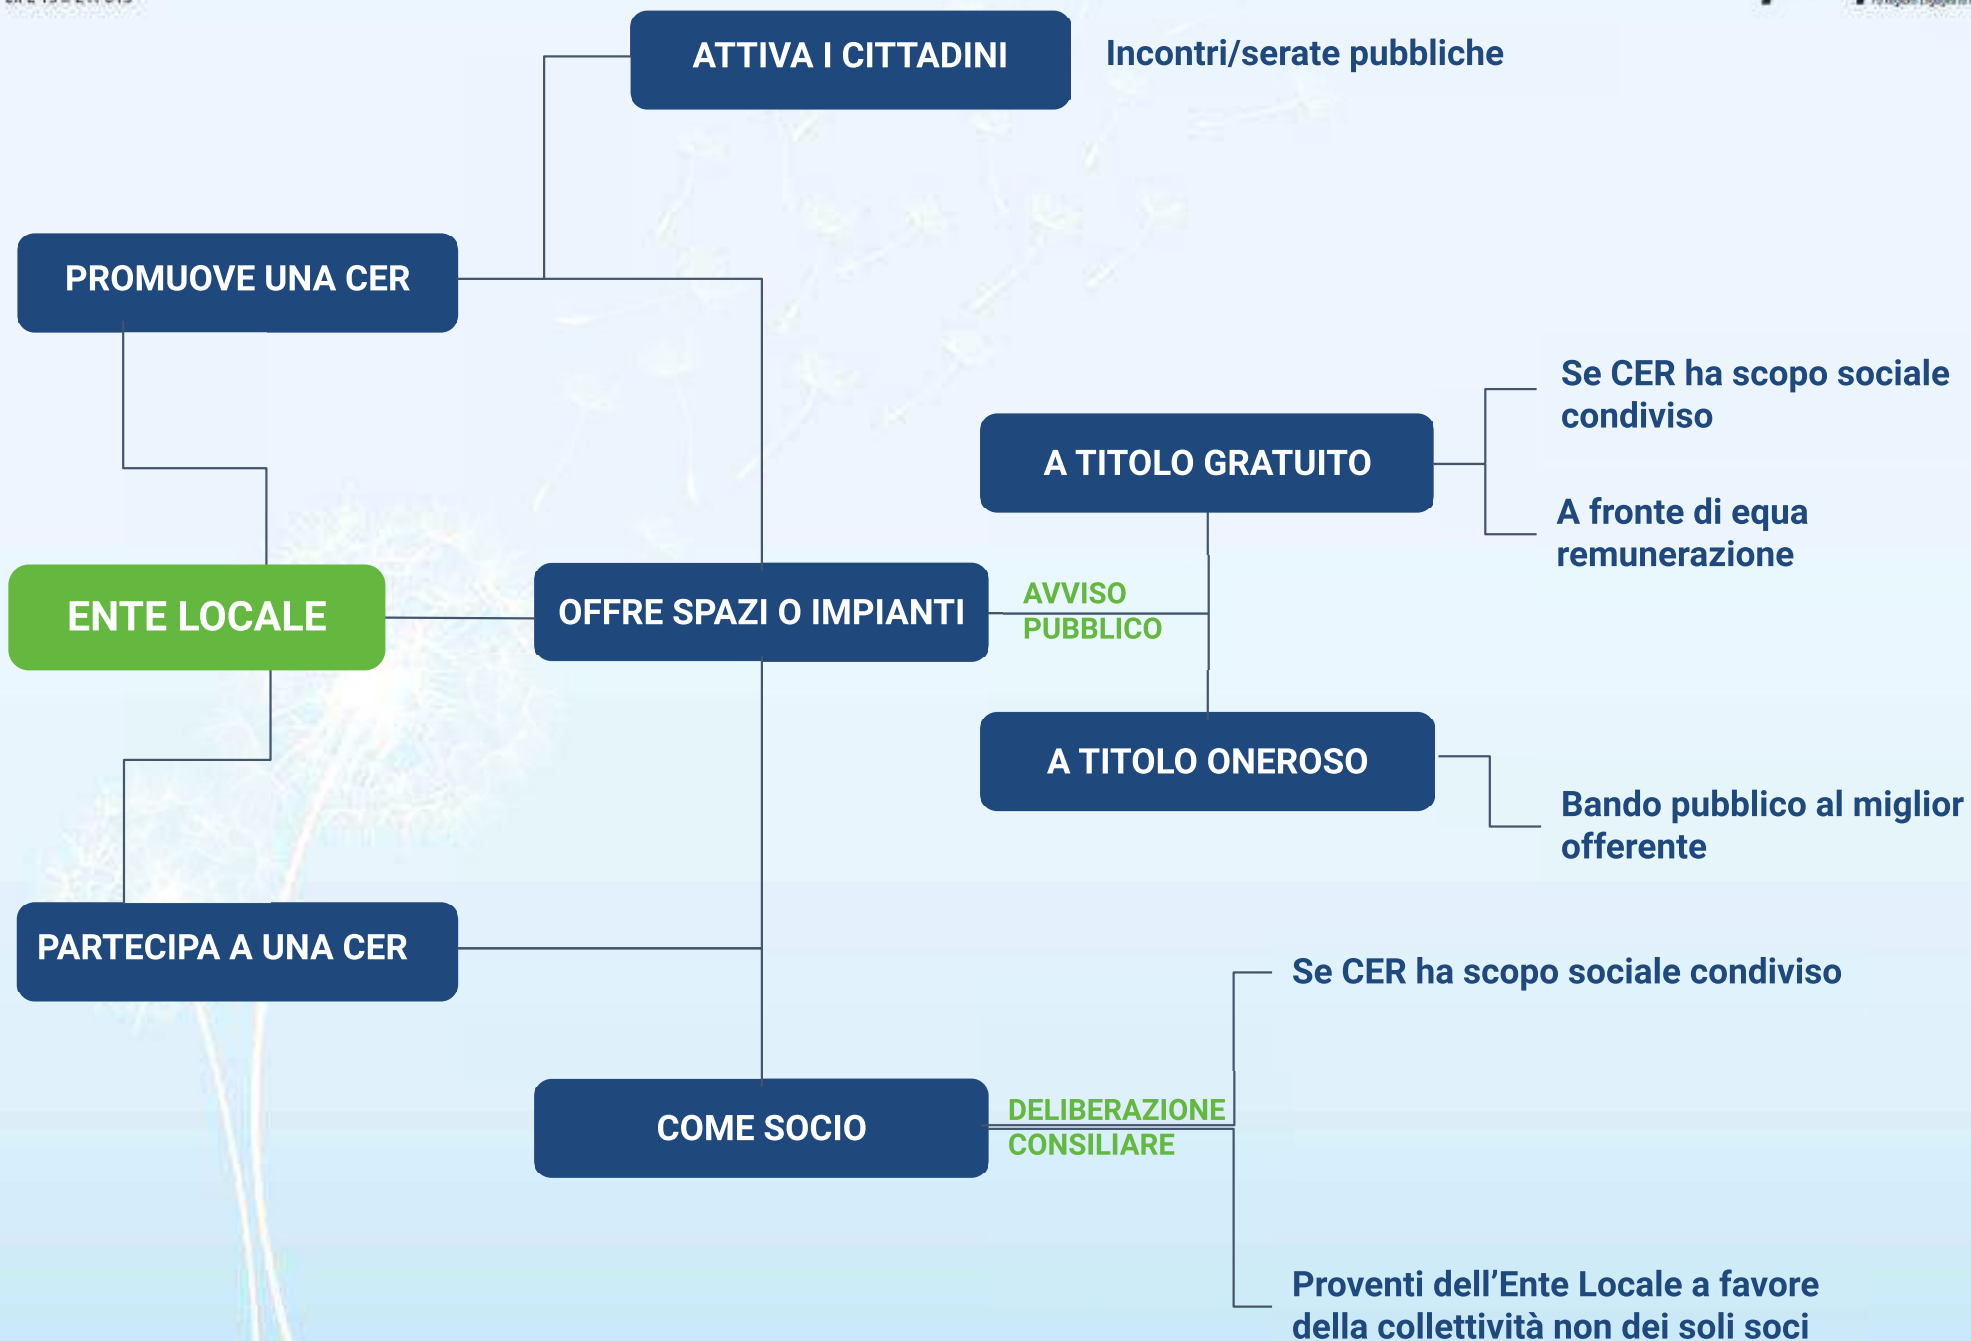 ATTIVA I CITTADINI
Incontri/serate pubbliche
PROMUOVE UNA CER
Se CER ha scopo sociale
condiviso
A TITOLO GRATUITO
A fronte di equa
remunerazione
ENTE LOCALE
OFFRE SPAZI O IMPIANTI
AVVISO
PUBBLICO
A TITOLO ONEROSO
Bando pubblico al miglior
offerente
PARTECIPA A UNA CER
Se CER ha scopo sociale condiviso
COME SOCIO
DELIBERAZIONE
CONSILIARE
Proventi dell’Ente Locale a favore
della collettività non dei soli soci